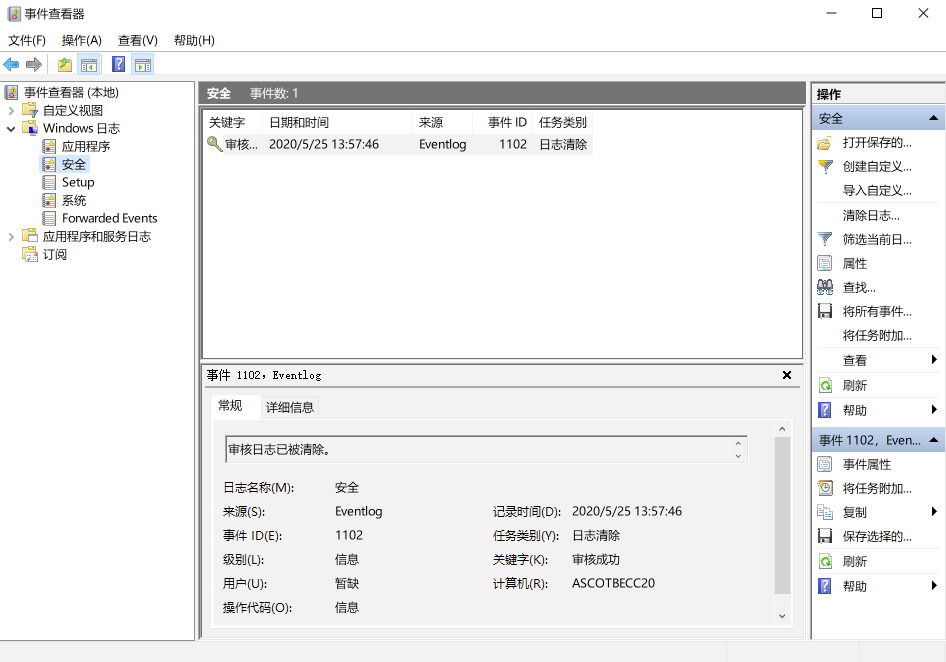 事件查看器
文件(F) 操作(A) 查看(V) 帮助(H)
事件查看器 (本地)
自定义视图
Windows 日志
应用程序
安全
Setup
系统
Forwarded Events
应用程序和服务日志
订阅
安全 事件数: 1
关键字 日期和时间 来源 事件 ID 任务类别
审核... 2020/5/25 13:57:46 Eventlog 1102 日志清除
事件 1102，Eventlog
常规 详细信息
审核日志已被清除。
日志名称(M): 安全
来源(S): Eventlog 记录时间(D): 2020/5/25 13:57:46
事件 ID(E): 1102 任务类别(Y): 日志清除
级别(L): 信息 关键字(K): 审核成功
用户(U): 暂缺 计算机(R): ASCOTBECC20
操作代码(O): 信息
操作
安全
打开保存的...
创建自定义...
导入自定义...
清除日志...
筛选当前日...
属性
查找...
将所有事件...
将任务附加...
查看
刷新
帮助
事件 1102，Even...
事件属性
将任务附加...
复制
保存选择的...
刷新
帮助